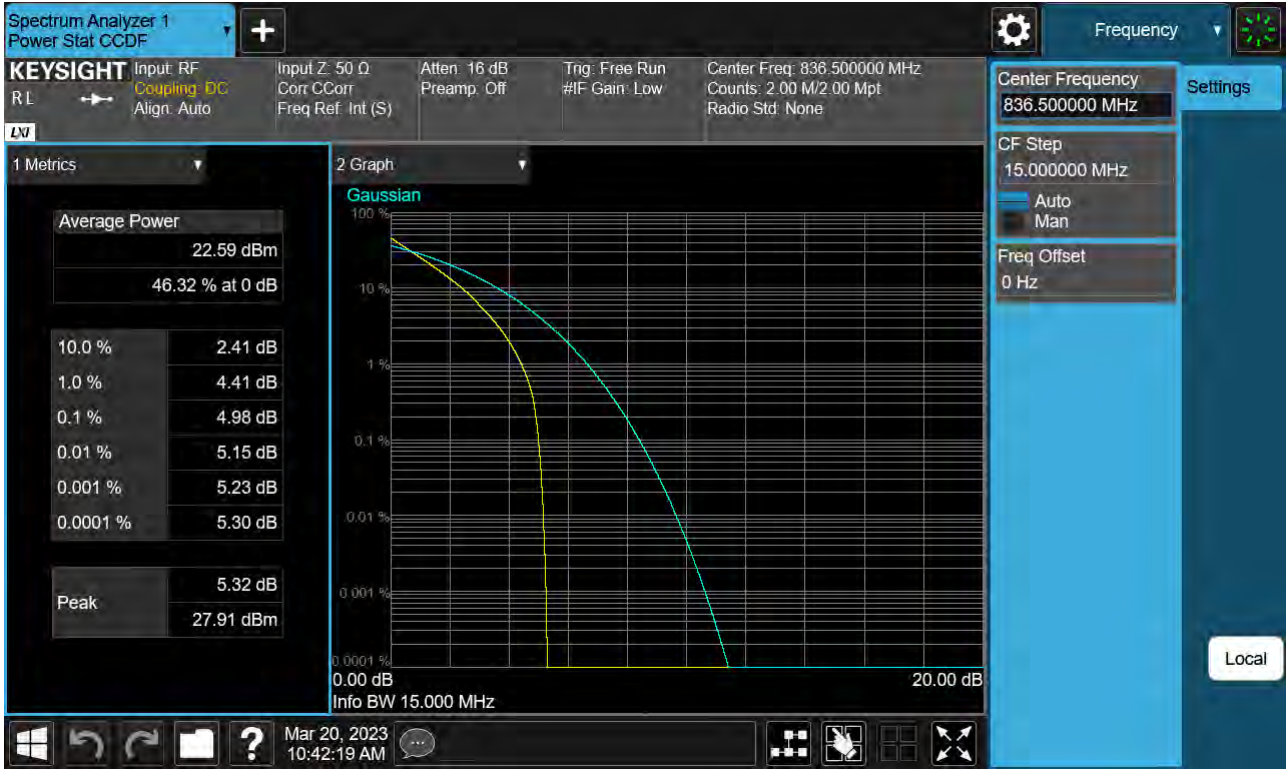 Spectrum Analyzer 1
Power Stat CCDF
+
Frequency
KEYSIGHT
R L
LXI
Input: RF
Coupling: DC
Align: Auto
Input Z: 50 Ω
Corr CCorr
Freq Ref: Int (S)
Atten: 16 dB
Preamp: Off
Trig: Free Run
#IF Gain: Low
Center Freq: 836.500000 MHz
Counts: 2.00 M/2.00 Mpt
Radio Std: None
Center Frequency
836.500000 MHz
Settings
CF Step
15.000000 MHz
Auto
Man
Freq Offset
0 Hz
Local
1 Metrics
Average Power
22.59 dBm
46.32 % at 0 dB
10.0 % 2.41 dB
1.0 % 4.41 dB
0.1 % 4.98 dB
0.01 % 5.15 dB
0.001 % 5.23 dB
0.0001 % 5.30 dB
Peak
5.32 dB
27.91 dBm
2 Graph
Gaussian
100 %
10 %
1 %
0.1 %
0.01 %
0.001 %
0.0001 %
0.00 dB 20.00 dB
Info BW 15.000 MHz
?
Mar 20, 2023
10:42:19 AM